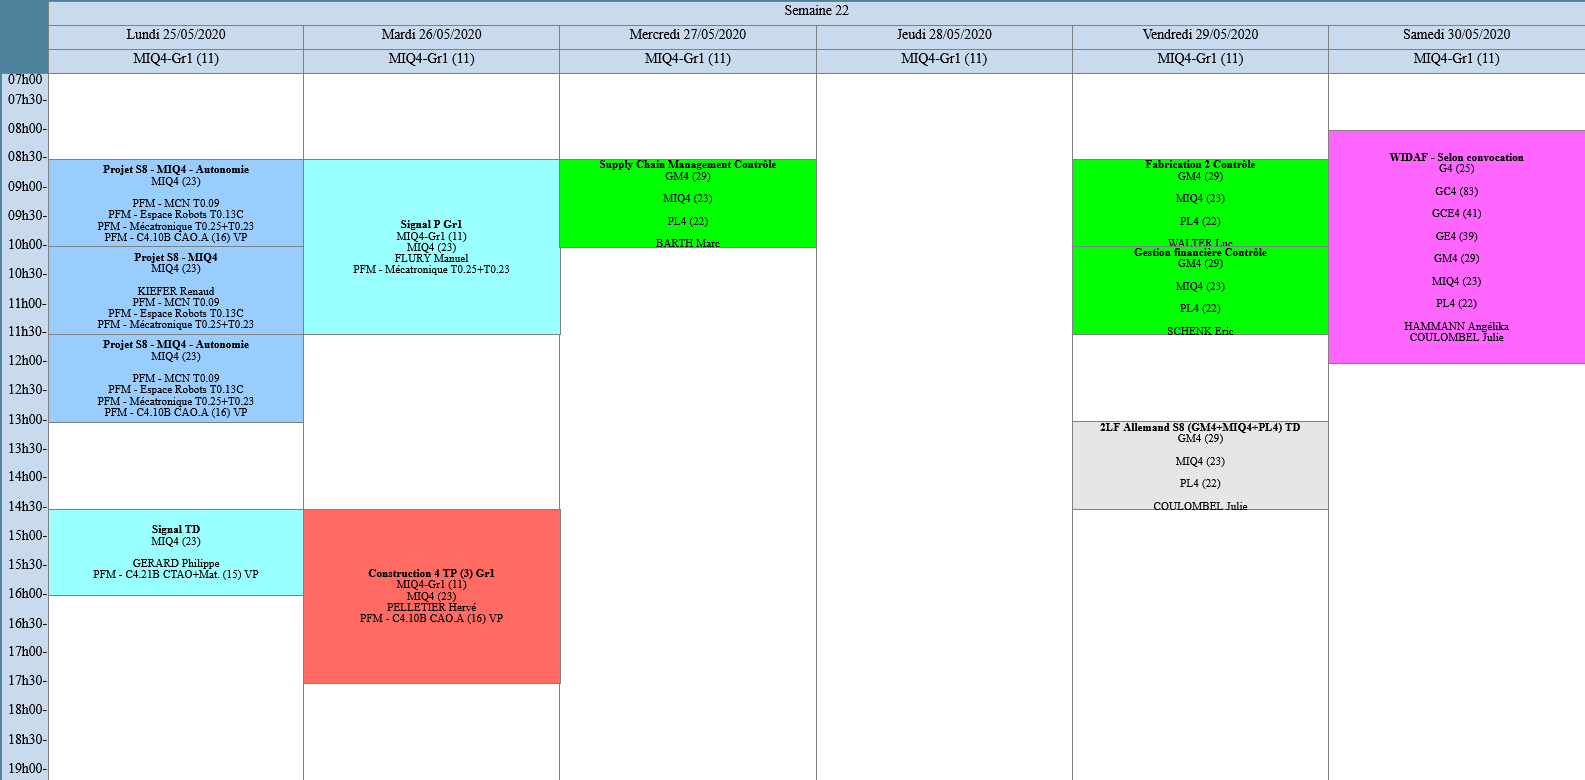 Semaine 22
Lundi 25/05/2020
Mardi 26/05/2020
Mercredi 27/05/2020
Jeudi 28/05/2020
Vendredi 29/05/2020
Samedi 30/05/2020
MIQ4-Gr1 (11)
MIQ4-Gr1 (11)
MIQ4-Gr1 (11)
MIQ4-Gr1 (11)
MIQ4-Gr1 (11)
MIQ4-Gr1 (11)
07h00
07h30-
08h00-
08h30-
09h00-
09h30-
10h00-
10h30-
11h00-
11h30-
12h00-
12h30-
13h00-
13h30-
14h00-
14h30-
15h00-
15h30-
16h00-
16h30-
17h00-
17h30-
18h00-
18h30-
19h00-
Projet S8 - MIQ4 - Autonomie
MIQ4 (23)
PFM - MCN T0.09
PFM - Espace Robots T0.13C
PFM - Mécatronique T0.25+T0.23
PFM - C4.10B CAO.A (16) VP
Projet S8 - MIQ4
MIQ4 (23)
KIEFER Renaud
PFM - MCN T0.09
PFM - Espace Robots T0.13C
PFM - Mécatronique T0.25+T0.23
Projet S8 - MIQ4 - Autonomie
MIQ4 (23)
PFM - MCN T0.09
PFM - Espace Robots T0.13C
PFM - Mécatronique T0.25+T0.23
PFM - C4.10B CAO.A (16) VP
Signal TD
MIQ4 (23)
GERARD Philippe
PFM - C4.21B CTAO+Mat. (15) VP
Signal P Gr1
MIQ4-Gr1 (11)
MIQ4 (23)
FLURY Manuel
PFM - Mécatronique T0.25+T0.23
Construction 4 TP (3) Gr1
MIQ4-Gr1 (11)
MIQ4 (23)
PELLETIER Hervé
PFM - C4.10B CAO.A (16) VP
Supply Chain Management Contrôle
GM4 (29)
MIQ4 (23)
PL4 (22)
BARTH Marc
Fabrication 2 Contrôle
GM4 (29)
MIQ4 (23)
PL4 (22)
WALTER Luc
Gestion financière Contrôle
GM4 (29)
MIQ4 (23)
PL4 (22)
SCHENK Eric
2LF Allemand S8 (GM4+MIQ4+PL4) TD
GM4 (29)
MIQ4 (23)
PL4 (22)
COULOMBEL Julie
WIDAF - Selon convocation
G4 (25)
GC4 (83)
GCE4 (41)
GE4 (39)
GM4 (29)
MIQ4 (23)
PL4 (22)
HAMMANN Angélika
COULOMBEL Julie